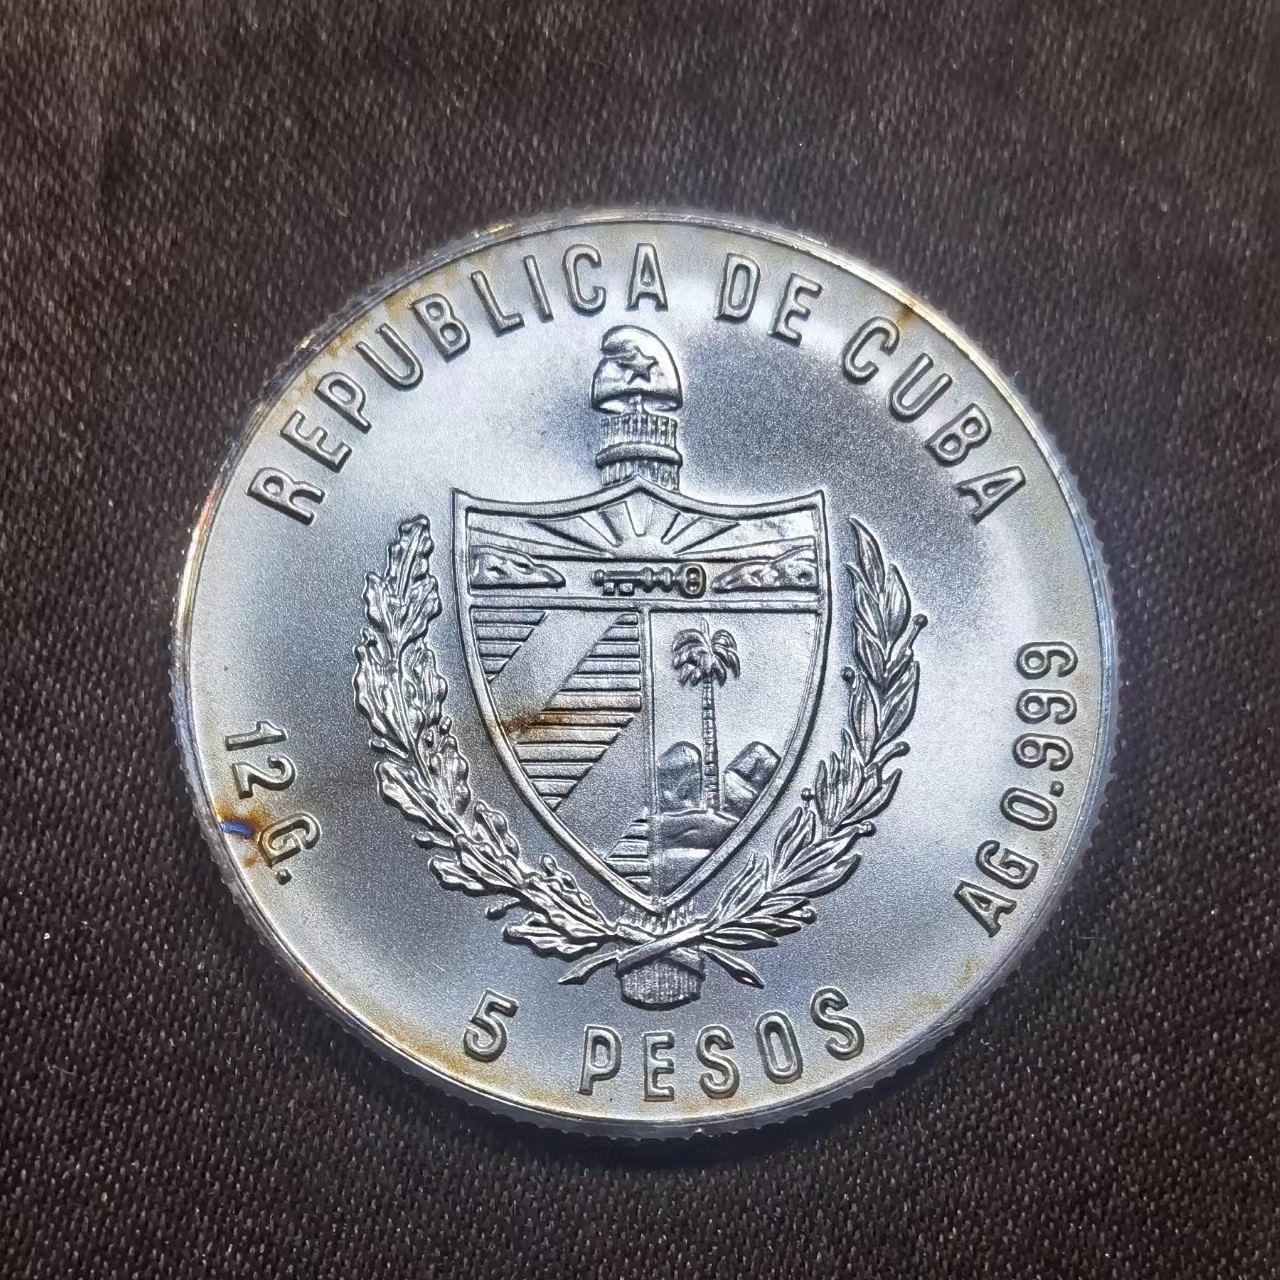 REPUBLICA DE CUBA
12 G.
AG 0.999
5 PESOS